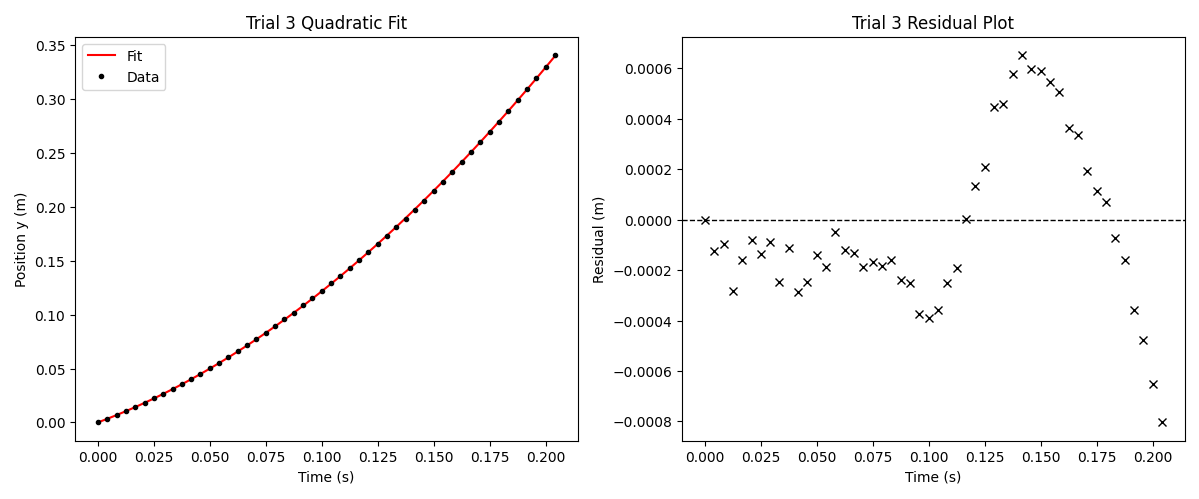 Trial 3 Quadratic Fit
Fit
Data
0.35
0.30
0.25
0.20
0.15
0.10
0.05
0.00
Position y (m)
0.000 0.025 0.050 0.075 0.100 0.125 0.150 0.175 0.200
Time (s)
Trial 3 Residual Plot
0.0006
0.0004
0.0002
0.0000
−0.0002
−0.0004
−0.0006
−0.0008
Residual (m)
0.000 0.025 0.050 0.075 0.100 0.125 0.150 0.175 0.200
Time (s)